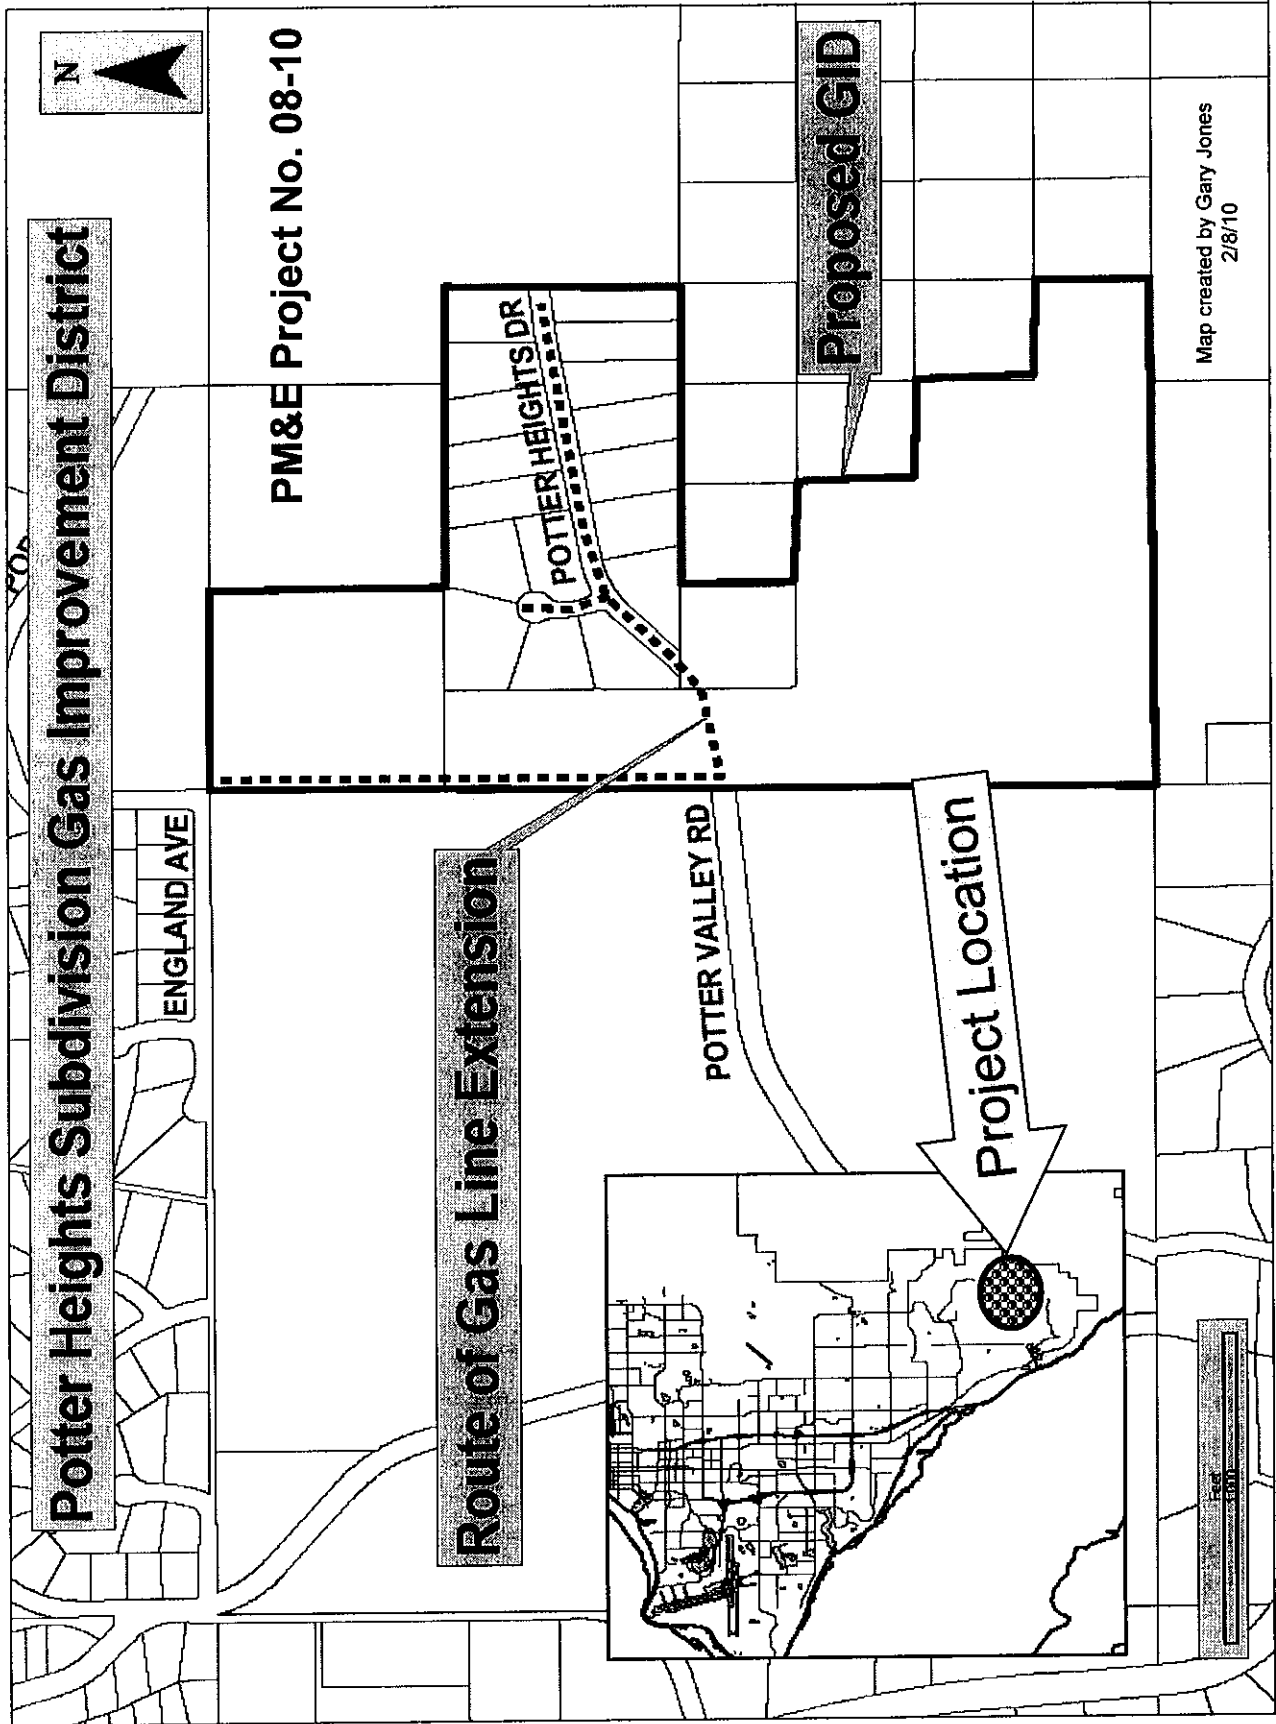 Potter Heights Subdivision Gas Improvement District
N
PM&E Project No. 08-10
ENGLAND AVE
Route of Gas Line Extension
POTTER HEIGHTS DR
POTTER VALLEY RD
Proposed GID
Project Location
Feet
Map created by Gary Jones
2/8/10